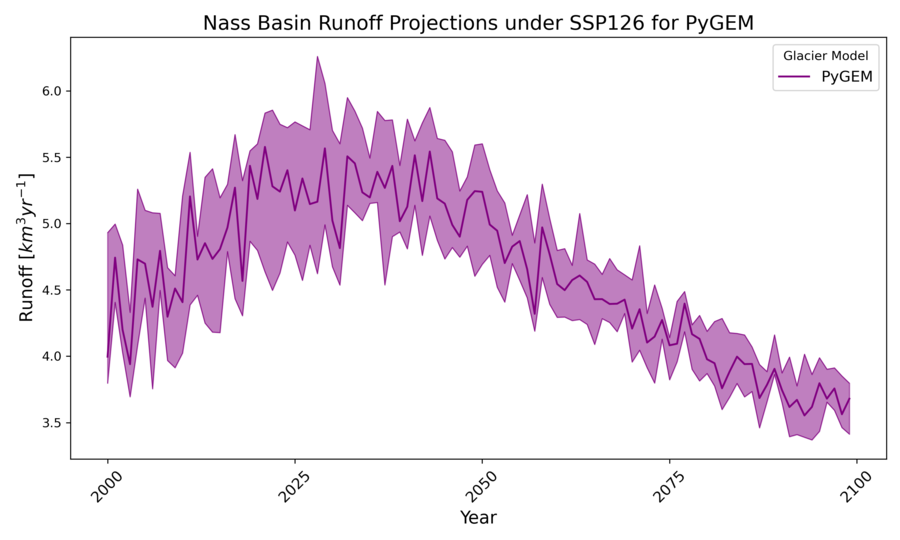 Nass Basin Runoff Projections under SSP126 for PyGEM
Glacier Model
PyGEM
Runoff [km³yr⁻¹]
6.0
5.5
5.0
4.5
4.0
3.5
2000
2025
2050
2075
2100
Year